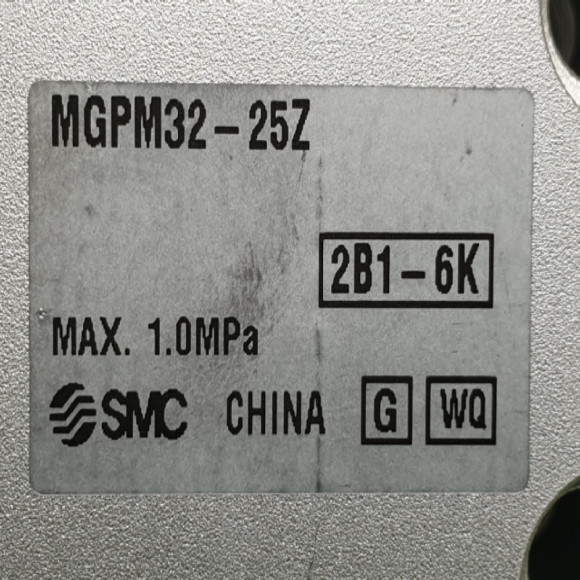 MGPM32-25Z
2B1-6K
MAX. 1.0MPa
SMC CHINA G WQ